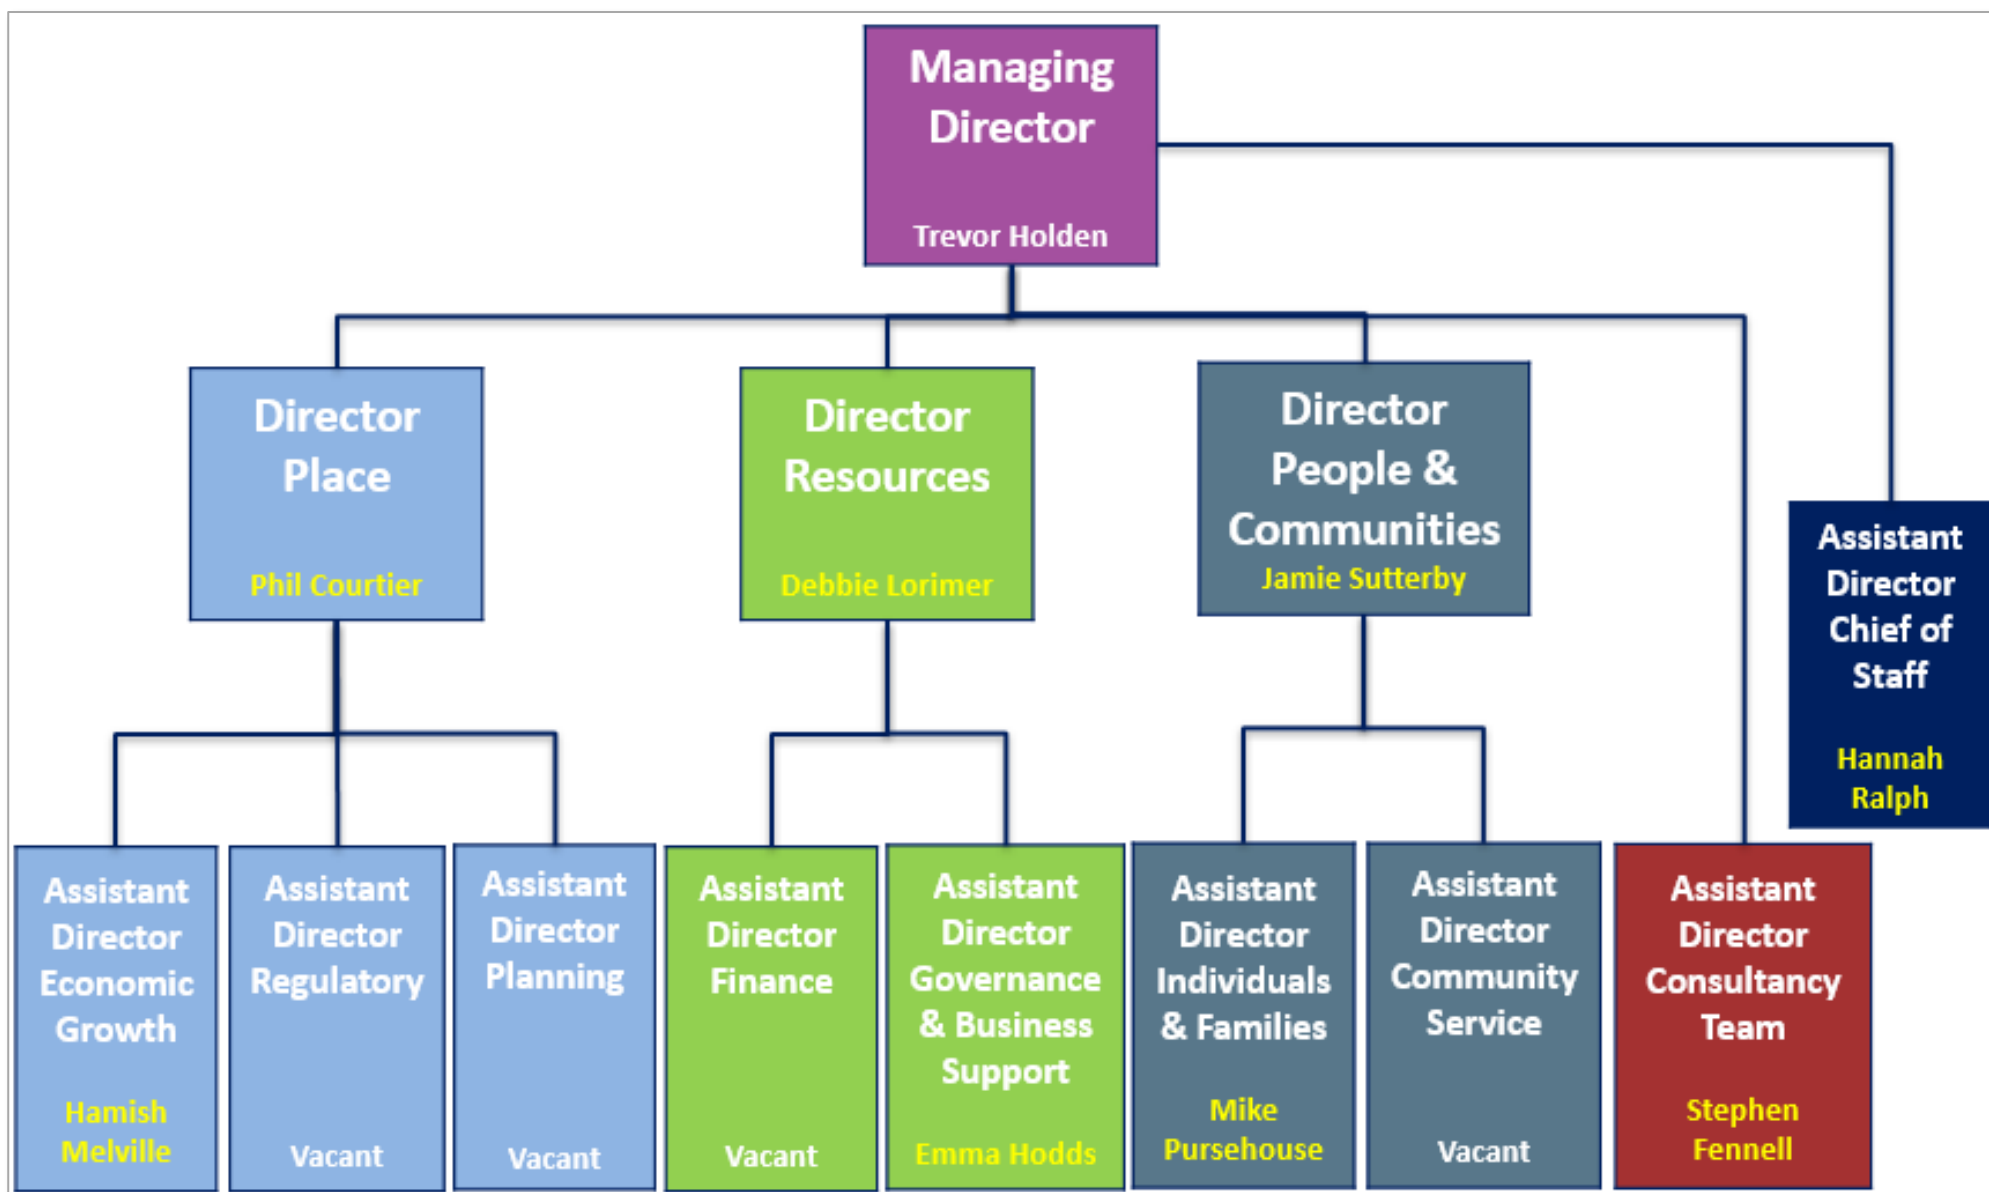 Managing
Director
Trevor Holden
Director
Place
Phil Courtier
Director
Resources
Debbie Lorimer
Director
People &
Communities
Jamie Sutterby
Assistant
Director
Chief of
Staff
Hannah
Ralph
Assistant
Director
Economic
Growth
Hamish
Melville
Assistant
Director
Regulatory
Vacant
Assistant
Director
Planning
Vacant
Assistant
Director
Finance
Vacant
Assistant
Director
Governance
& Business
Support
Emma Hodds
Assistant
Director
Individuals
& Families
Mike
Pursehouse
Assistant
Director
Community
Service
Vacant
Assistant
Director
Consultancy
Team
Stephen
Fennell